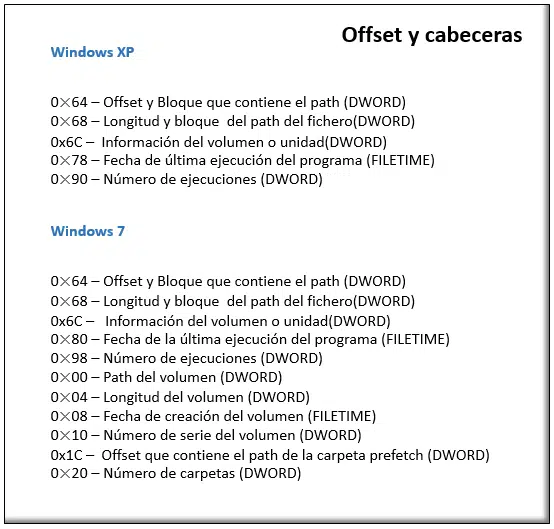 Offset y cabeceras
Windows XP
0×64 – Offset y Bloque que contiene el path (DWORD)
0×68 – Longitud y bloque  del path del fichero(DWORD)
0x6C –  Información del volumen o unidad(DWORD)
0×78 – Fecha de última ejecución del programa (FILETIME)
0×90 – Número de ejecuciones (DWORD)
Windows 7
0×64 – Offset y Bloque que contiene el path (DWORD)
0×68 – Longitud y bloque  del path del fichero(DWORD)
0x6C –   Información del volumen o unidad(DWORD)
0×80 – Fecha de la última ejecución del programa (FILETIME)
0×98 – Número de ejecuciones (DWORD)
0×00 – Path del volumen (DWORD)
0×04 – Longitud del volumen (DWORD)
0×08 – Fecha de creación del volumen (FILETIME)
0×10 – Número de serie del volumen (DWORD)
0x1C –  Offset que contiene el path de la carpeta prefetch (DWORD)
0×20 – Número de carpetas (DWORD)